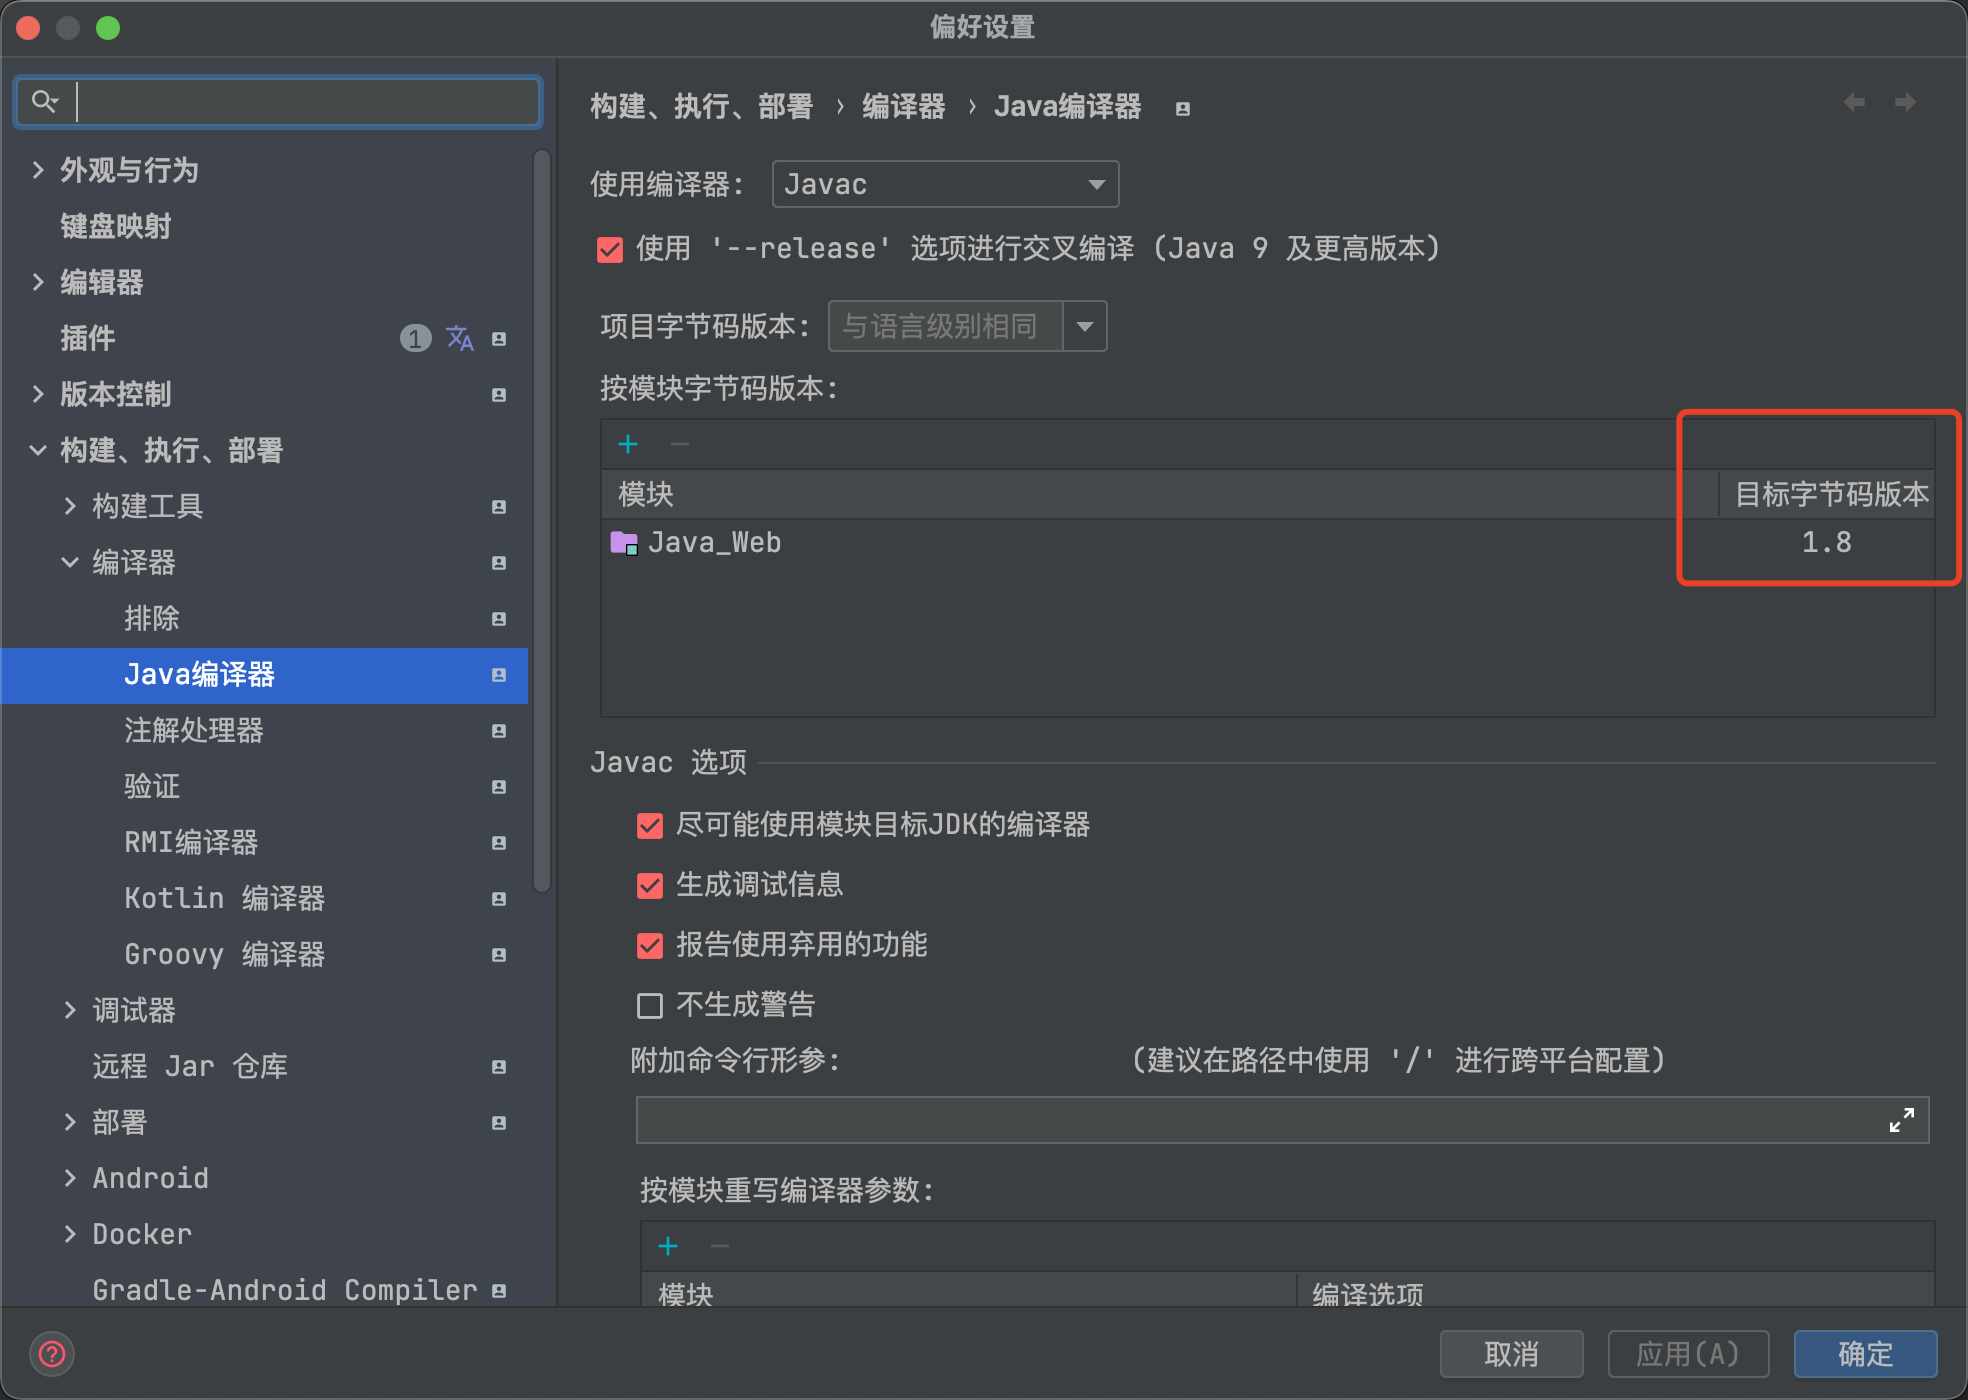 偏好设置
外观与行为
键盘映射
编辑器
插件 1
版本控制
构建、执行、部署
构建工具
编译器
排除
Java编译器
注解处理器
验证
RMI编译器
Kotlin 编译器
Groovy 编译器
调试器
远程 Jar 仓库
部署
Android
Docker
Gradle-Android Compiler
构建、执行、部署 › 编译器 › Java编译器
使用编译器: Javac
使用 '--release' 选项进行交叉编译 (Java 9 及更高版本)
项目字节码版本: 与语言级别相同
按模块字节码版本:
模块 目标字节码版本
Java_Web 1.8
Javac 选项
尽可能使用模块目标JDK的编译器
生成调试信息
报告使用弃用的功能
不生成警告
附加命令行形参: (建议在路径中使用 '/' 进行跨平台配置)
按模块重写编译器参数:
模块 编译选项
? 取消 应用(A) 确定